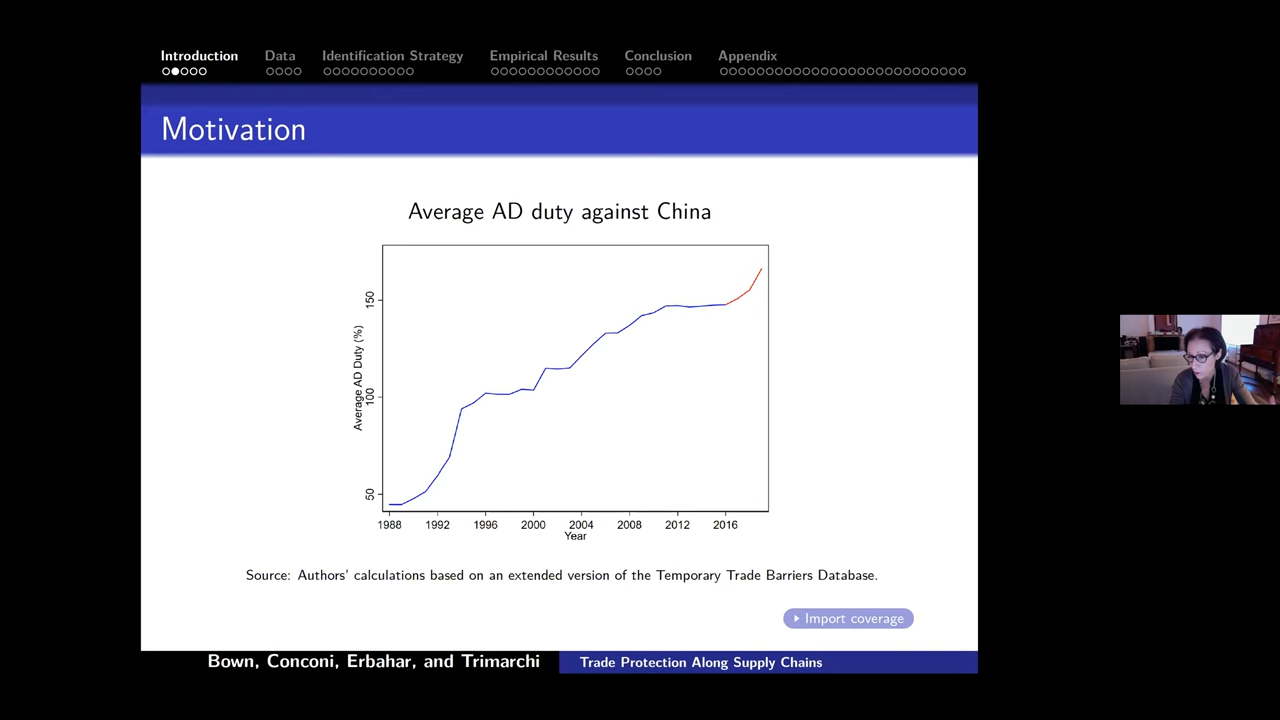 Introduction Data Identification Strategy Empirical Results Conclusion Appendix
Motivation
Average AD duty against China
Average AD Duty (%)
150
100
50
1988 1992 1996 2000 2004 2008 2012 2016
Year
Source: Authors' calculations based on an extended version of the Temporary Trade Barriers Database.
Import coverage
Bown, Conconi, Erbahar, and Trimarchi Trade Protection Along Supply Chains